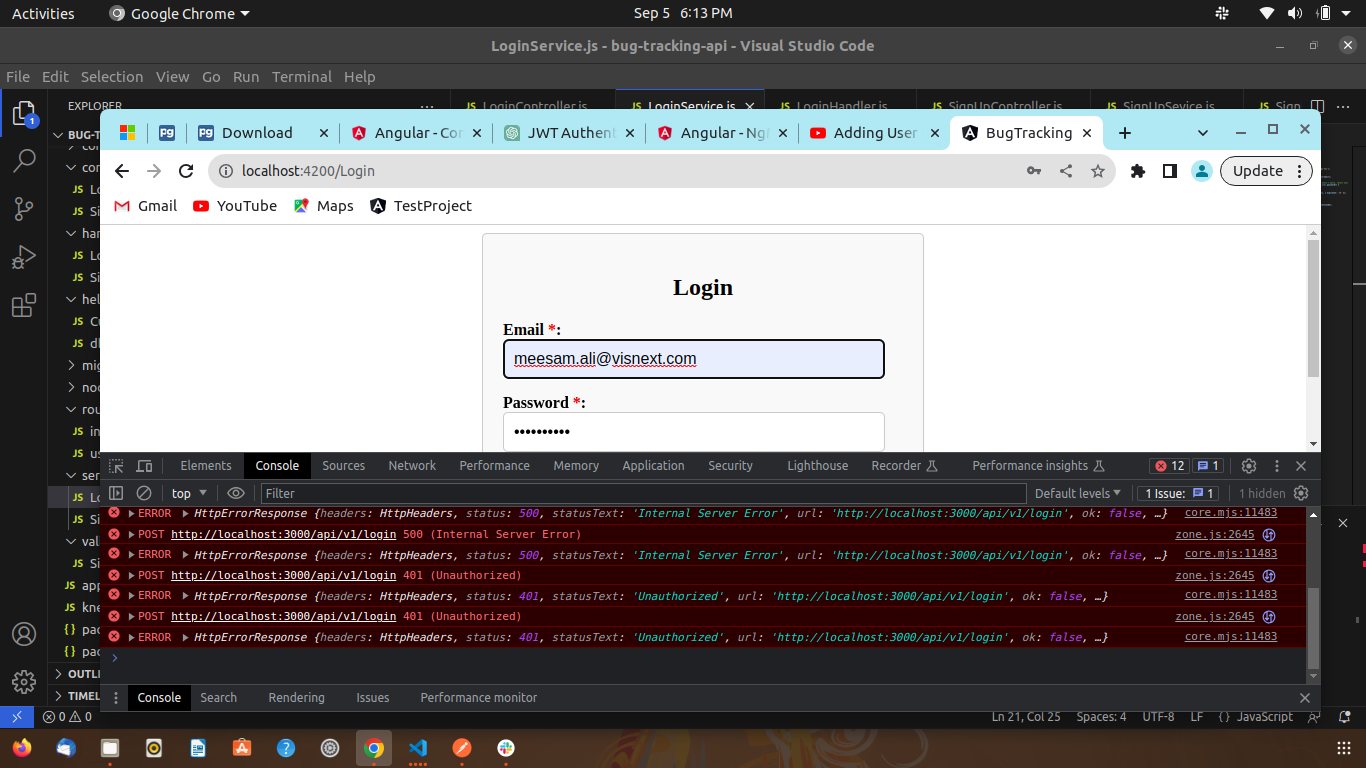 Activities Google Chrome Sep 5 6:13 PM
LoginService.js - bug-tracking-api - Visual Studio Code
File Edit Selection View Go Run Terminal Help
EXPLORER LoginController.js LoginService.js LoginHandler.js SignUpController.js SignUpSevice.js Sign
1
BUG-T
Download Angular - Cor JWT Authent Angular - NgI Adding User BugTracking
localhost:4200/Login Update
Gmail YouTube Maps TestProject
JS Lo
JS Si
har
JS Lo
JS Si
hel
JS Cu
JS dl
mig
noc
rou
JS in
JS us
ser
JS Lo
JS Si
val
JS Si
JS app
JS kne
{ } pac
{ } pac
OUTLI
TIMEL
Login
Email *:
meesam.ali@visnext.com
Password *:
••••••••••
Elements Console Sources Network Performance Memory Application Security Lighthouse Recorder Performance insights 12 1
top Filter Default levels 1 Issue: 1 1 hidden
ERROR HttpErrorResponse {headers: HttpHeaders, status: 500, statusText: 'Internal Server Error', url: 'http://localhost:3000/api/v1/login', ok: false, …} core.mjs:11483
POST http://localhost:3000/api/v1/login 500 (Internal Server Error) zone.js:2645
ERROR HttpErrorResponse {headers: HttpHeaders, status: 500, statusText: 'Internal Server Error', url: 'http://localhost:3000/api/v1/login', ok: false, …} core.mjs:11483
POST http://localhost:3000/api/v1/login 401 (Unauthorized) zone.js:2645
ERROR HttpErrorResponse {headers: HttpHeaders, status: 401, statusText: 'Unauthorized', url: 'http://localhost:3000/api/v1/login', ok: false, …} core.mjs:11483
POST http://localhost:3000/api/v1/login 401 (Unauthorized) zone.js:2645
ERROR HttpErrorResponse {headers: HttpHeaders, status: 401, statusText: 'Unauthorized', url: 'http://localhost:3000/api/v1/login', ok: false, …} core.mjs:11483
Console Search Rendering Issues Performance monitor
0 0 Ln 21, Col 25 Spaces: 4 UTF-8 LF { } JavaScript